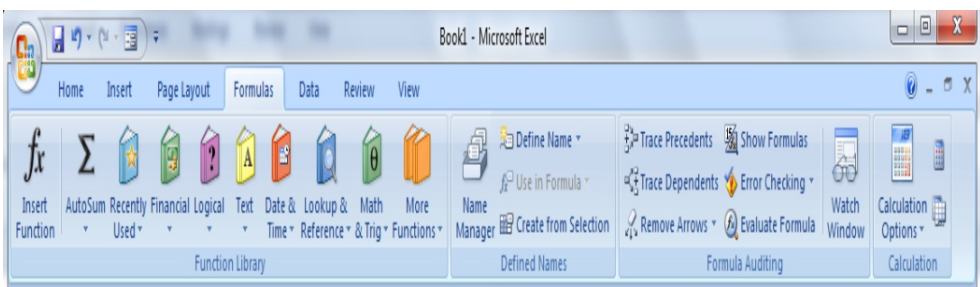 Book1 - Microsoft Excel
Home Insert Page Layout Formulas Data Review View
fx Σ ? A θ 15
Insert Function
AutoSum
Recently Used
Financial
Logical
Text
Date & Time
Lookup & Reference
Math & Trig
More Functions
Function Library
Name Manager
Define Name
Use in Formula
Create from Selection
Defined Names
Trace Precedents
Trace Dependents
Remove Arrows
Show Formulas
Error Checking
Evaluate Formula
Watch Window
Formula Auditing
Calculation Options
Calculation